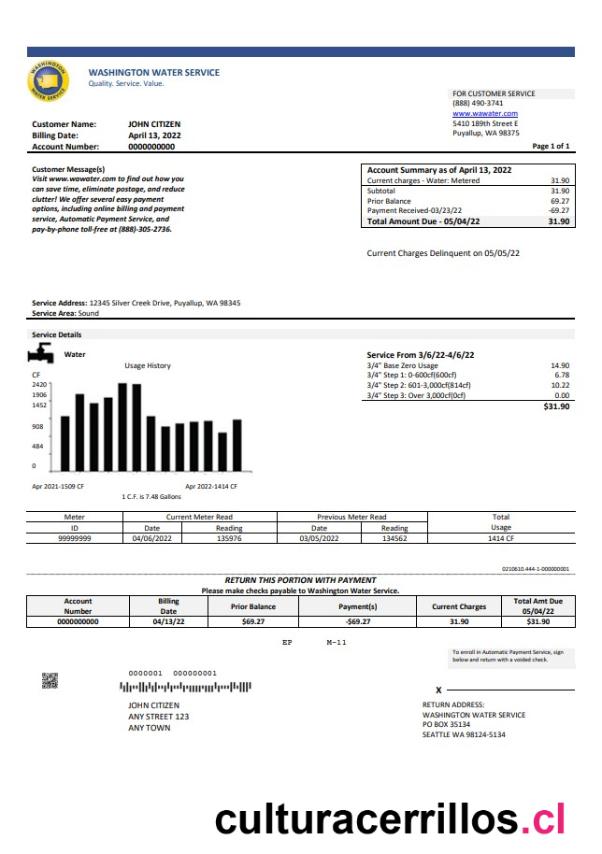 WASHINGTON WATER SERVICE
Quality. Service. Value.
FOR CUSTOMER SERVICE
(888) 490-3741
www.wawater.com
5410 189th Street E
Puyallup, WA 98375
Customer Name: JOHN CITIZEN
Billing Date: April 13, 2022
Account Number: 0000000000
Page 1 of 1
Customer Message(s)
Visit www.wawater.com to find out how you
can save time, eliminate postage, and reduce
clutter! We offer several easy payment
options, including online billing and payment
service, Automatic Payment Service, and
pay-by-phone toll-free at (888)-305-2736.
Account Summary as of April 13, 2022
Current charges - Water: Metered 31.90
Subtotal 31.90
Prior Balance 69.27
Payment Received-03/23/22 -69.27
Total Amount Due - 05/04/22 31.90
Current Charges Delinquent on 05/05/22
Service Address: 12345 Silver Creek Drive, Puyallup, WA 98345
Service Area: Sound
Service Details
Water
Usage History
CF
2420
1906
1452
908
484
0
Apr 2021-1509 CF Apr 2022-1414 CF
1 C.F. is 7.48 Gallons
Service From 3/6/22-4/6/22
3/4" Base Zero Usage 14.90
3/4" Step 1: 0-600cf(600cf) 6.78
3/4" Step 2: 601-3,000cf(814cf) 10.22
3/4" Step 3: Over 3,000cf(0cf) 0.00
$31.90
Meter Current Meter Read Previous Meter Read Total
ID Date Reading Date Reading Usage
99999999 04/06/2022 135976 03/05/2022 134562 1414 CF
0210610.444-1-000000001
RETURN THIS PORTION WITH PAYMENT
Please make checks payable to Washington Water Service.
Account Number Billing Date Prior Balance Payment(s) Current Charges Total Amt Due 05/04/22
0000000000 04/13/22 $69.27 -$69.27 31.90 $31.90
EP M-11
To enroll in Automatic Payment Service, sign
below and return with a voided check.
0000001 000000001
X
JOHN CITIZEN
ANY STREET 123
ANY TOWN
RETURN ADDRESS:
WASHINGTON WATER SERVICE
PO BOX 35134
SEATTLE WA 98124-5134
culturacerrillos.cl